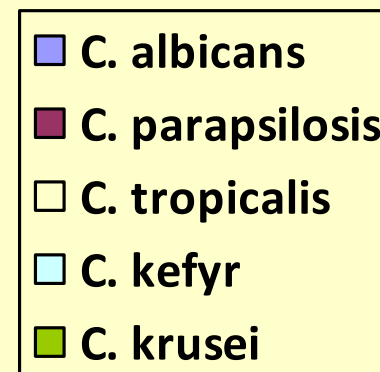 C. albicans
C. parapsilosis
C. tropicalis
C. kefyr
C. krusei